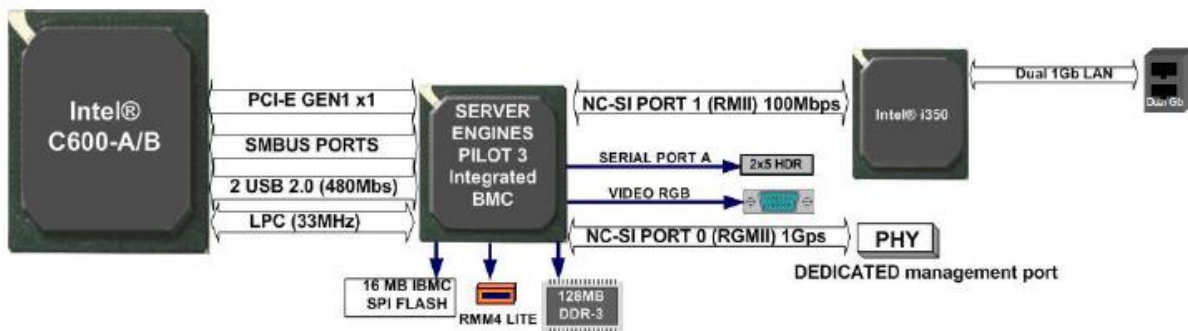 Intel®
C600-A/B
PCI-E GEN1 x1
SMBUS PORTS
2 USB 2.0 (480Mbs)
LPC (33MHz)
SERVER
ENGINES
PILOT 3
Integrated
BMC
NC-SI PORT 1 (RMII) 100Mbps
SERIAL PORT A
2x5 HDR
VIDEO RGB
NC-SI PORT 0 (RGMII) 1Gps
Intel® i350
Dual 1Gb LAN
Dual Gb
PHY
DEDICATED management port
16 MB IBMC
SPI FLASH
RMM4 LITE
128MB
DDR-3